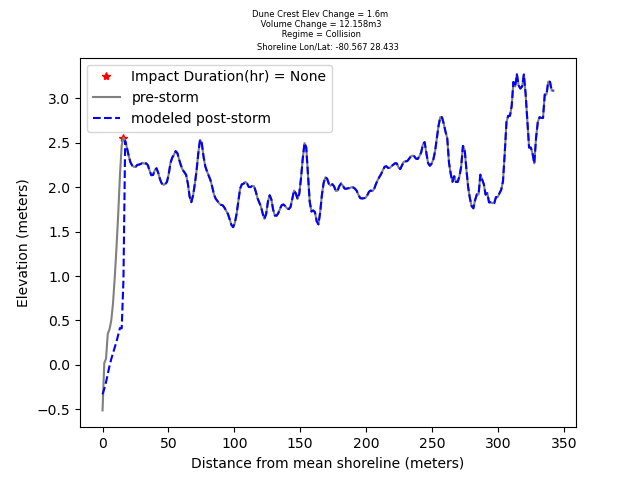 Dune Crest Elev Change = 1.6m
Volume Change = 12.158m3
Regime = Collision
Shoreline Lon/Lat: -80.567 28.433
Impact Duration(hr) = None
pre-storm
modeled post-storm
3.0
2.5
2.0
1.5
1.0
0.5
0.0
−0.5
Elevation (meters)
0 50 100 150 200 250 300 350
Distance from mean shoreline (meters)